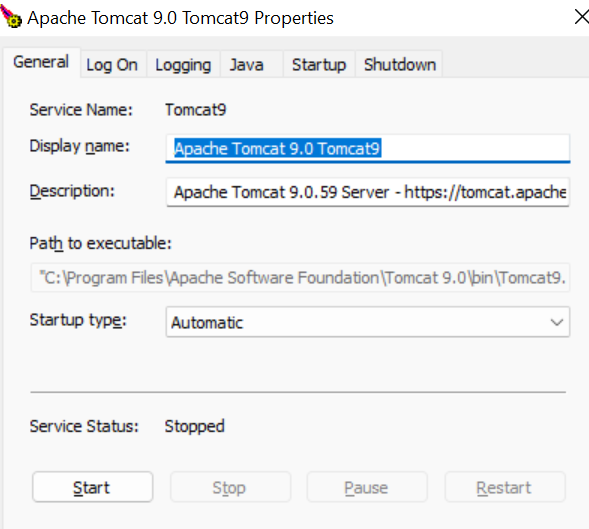 Apache Tomcat 9.0 Tomcat9 Properties
General Log On Logging Java Startup Shutdown
Service Name: Tomcat9
Display name: Apache Tomcat 9.0 Tomcat9
Description: Apache Tomcat 9.0.59 Server - https://tomcat.apache
Path to executable:
"C:\Program Files\Apache Software Foundation\Tomcat 9.0\bin\Tomcat9.
Startup type: Automatic
Service Status: Stopped
Start Stop Pause Restart